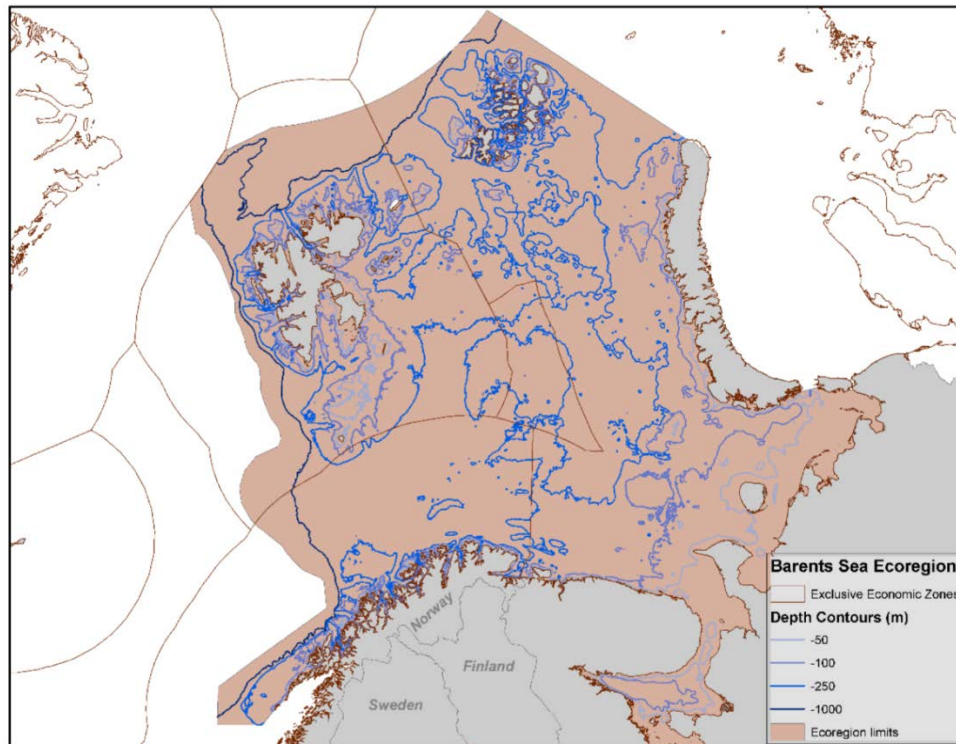 Norway
Finland
Sweden
Barents Sea Ecoregion
Exclusive Economic Zones
Depth Contours (m)
-50
-100
-250
-1000
Ecoregion limits